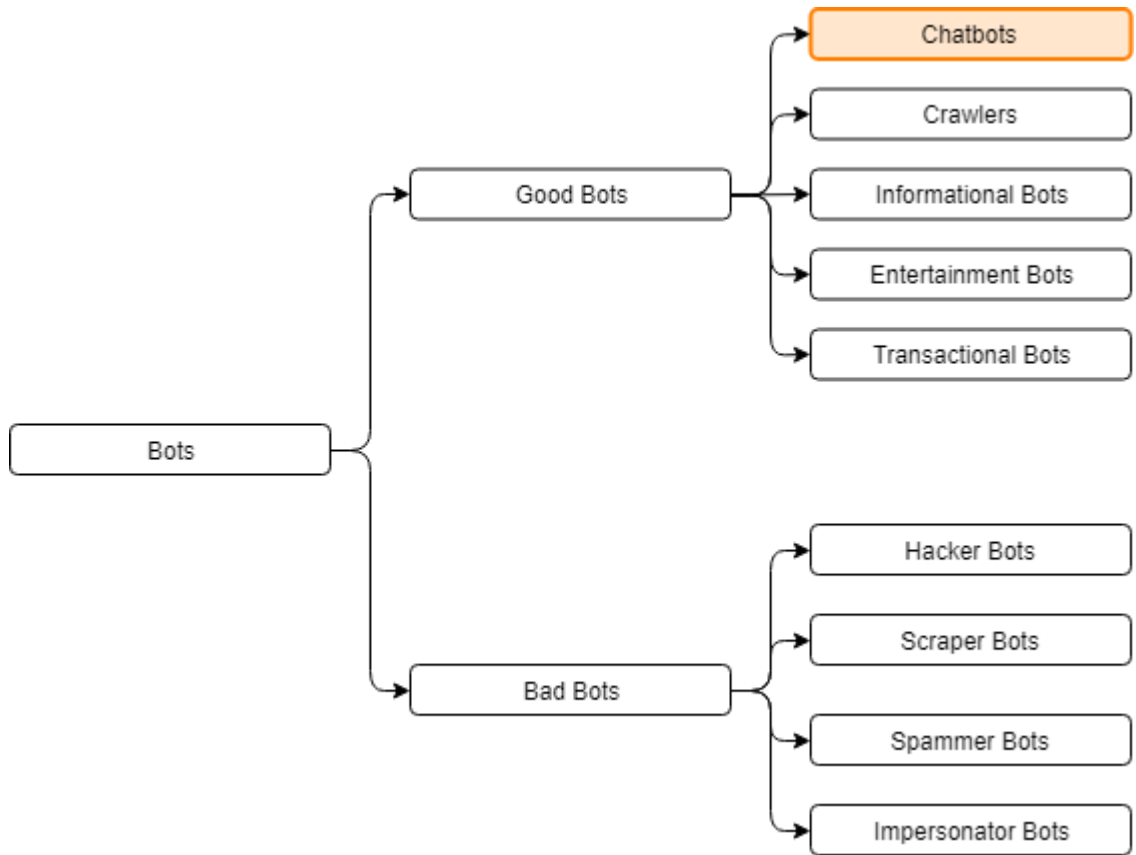 Chatbots
Crawlers
Good Bots
Informational Bots
Entertainment Bots
Transactional Bots
Bots
Hacker Bots
Scraper Bots
Bad Bots
Spammer Bots
Impersonator Bots